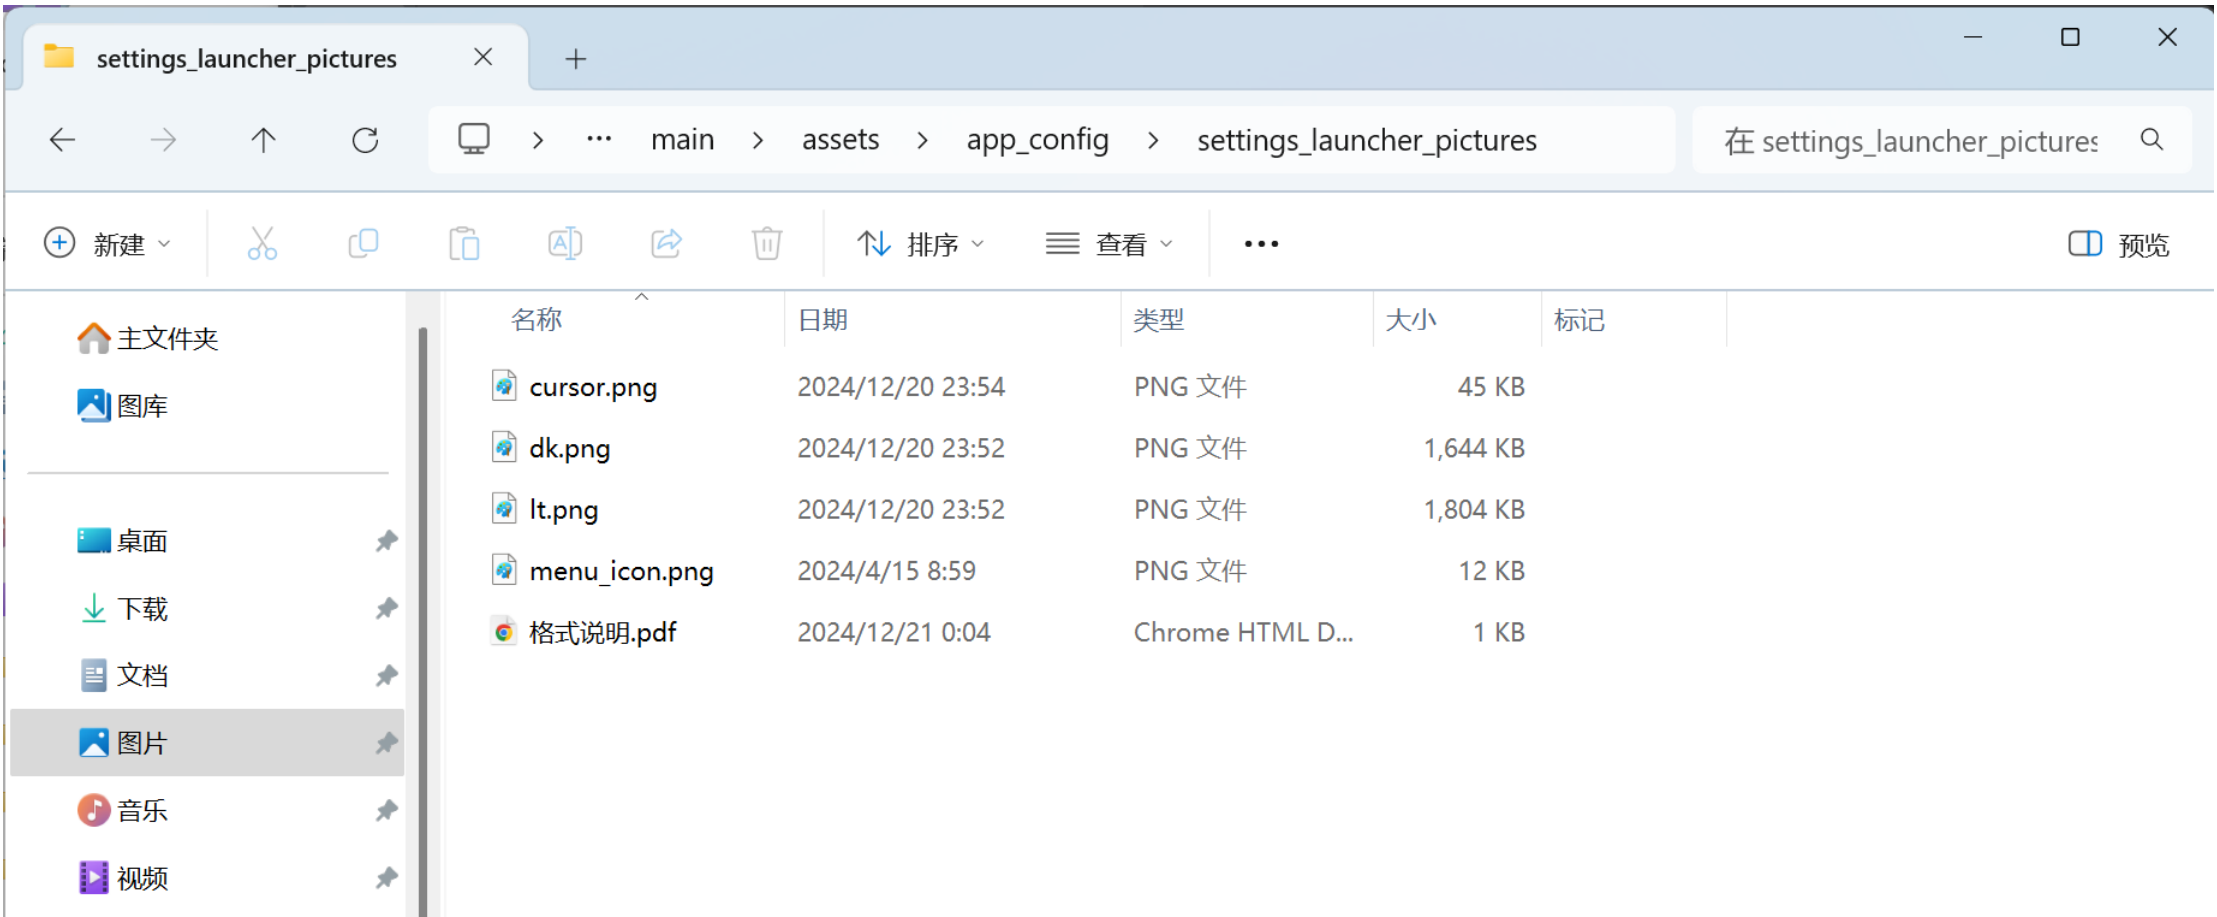 settings_launcher_pictures
main > assets > app_config > settings_launcher_pictures
在 settings_launcher_pictures
新建
排序
查看
预览
主文件夹
图库
桌面
下载
文档
图片
音乐
视频
名称 日期 类型 大小 标记
cursor.png 2024/12/20 23:54 PNG 文件 45 KB
dk.png 2024/12/20 23:52 PNG 文件 1,644 KB
lt.png 2024/12/20 23:52 PNG 文件 1,804 KB
menu_icon.png 2024/4/15 8:59 PNG 文件 12 KB
格式说明.pdf 2024/12/21 0:04 Chrome HTML D... 1 KB